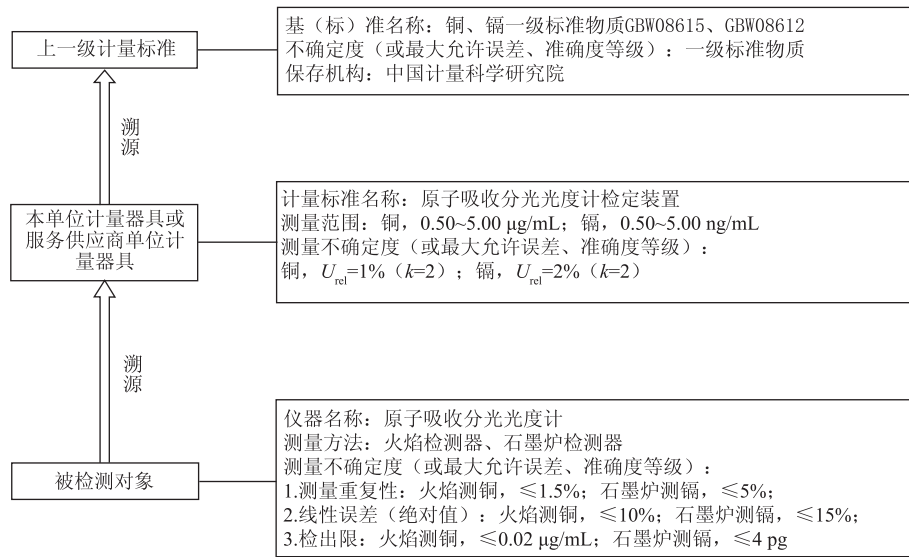 上一级计量标准
基（标）准名称：铜、镉一级标准物质GBW08615、GBW08612
不确定度（或最大允许误差、准确度等级）：一级标准物质
保存机构：中国计量科学研究院
溯
源
本单位计量器具或
服务供应商单位计
量器具
计量标准名称：原子吸收分光光度计检定装置
测量范围：铜，0.50~5.00 μg/mL；镉，0.50~5.00 ng/mL
测量不确定度（或最大允许误差、准确度等级）：
铜，Urel=1%（k=2）；镉，Urel=2%（k=2）
溯
源
被检测对象
仪器名称：原子吸收分光光度计
测量方法：火焰检测器、石墨炉检测器
测量不确定度（或最大允许误差、准确度等级）：
1.测量重复性：火焰测铜，≤1.5%；石墨炉测镉，≤5%；
2.线性误差（绝对值）：火焰测铜，≤10%；石墨炉测镉，≤15%；
3.检出限：火焰测铜，≤0.02 μg/mL；石墨炉测镉，≤4 pg